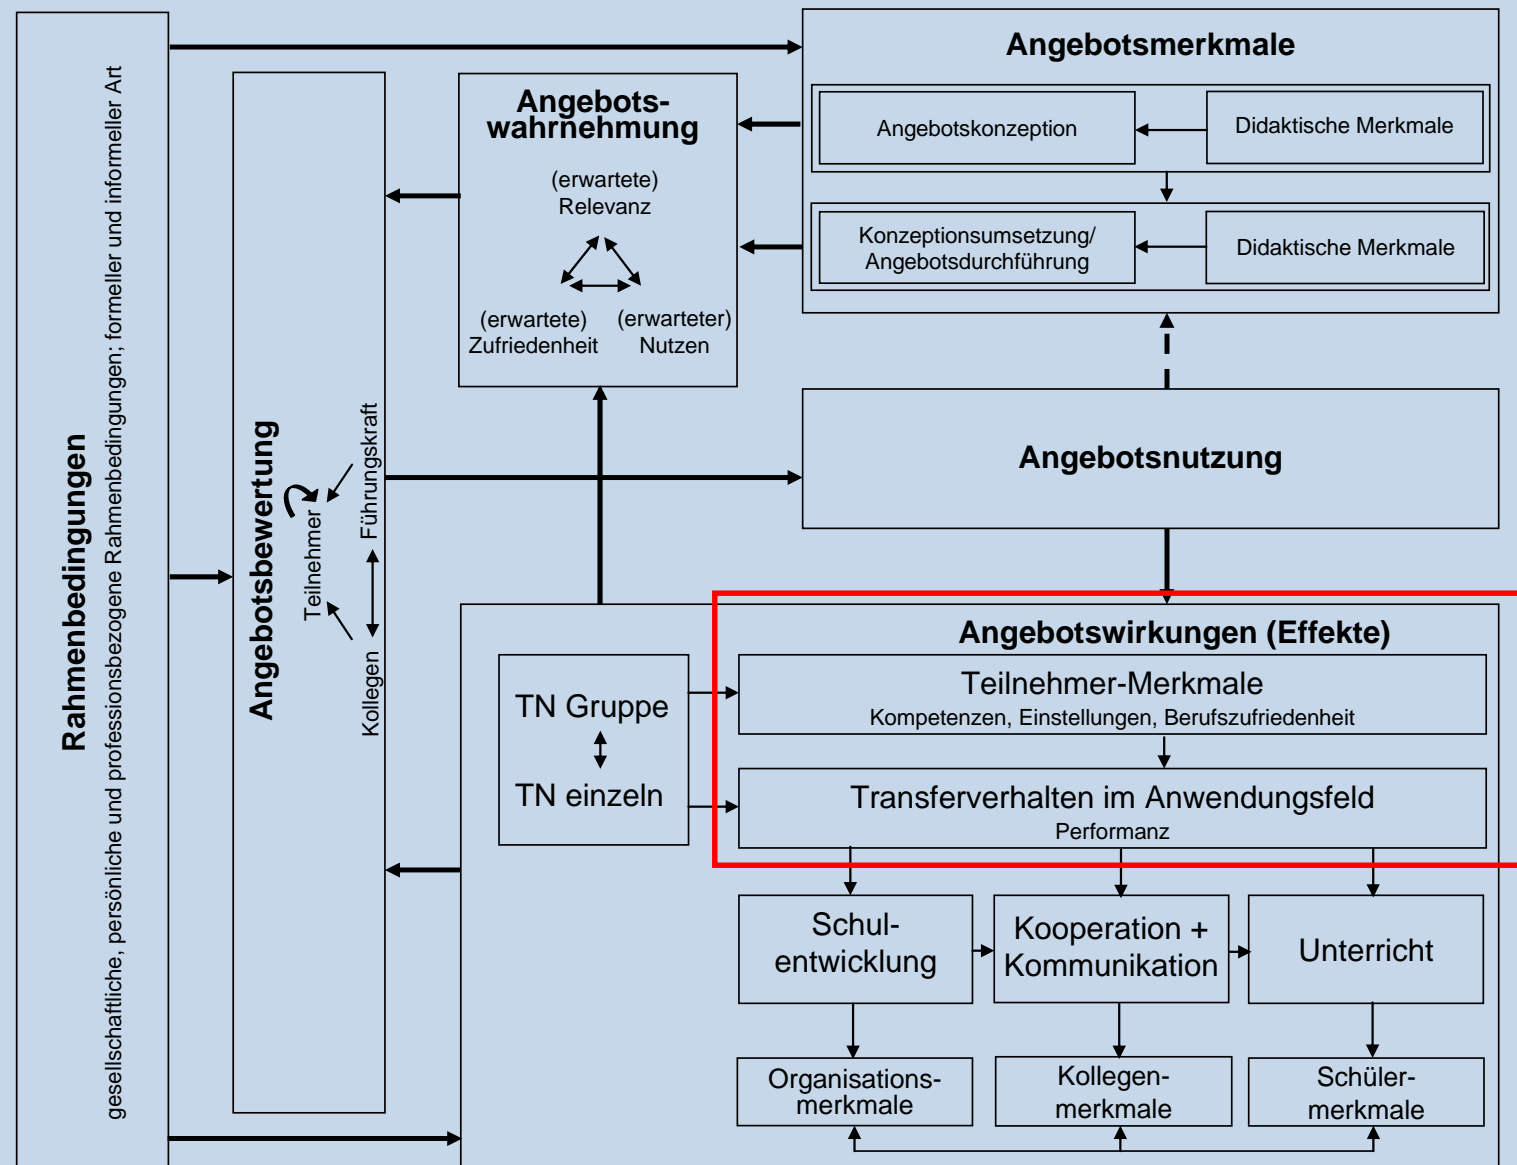 Rahmenbedingungen
gesellschaftliche, persönliche und professionsbezogene Rahmenbedingungen; formeller und informeller Art
Angebotsbewertung
Teilnehmer
Führungskraft
Kollegen
Angebots-
wahrnehmung
(erwartete)
Relevanz
(erwartete)
Zufriedenheit
(erwarteter)
Nutzen
Angebotsmerkmale
Angebotskonzeption
Didaktische Merkmale
Konzeptionsumsetzung/
Angebotsdurchführung
Didaktische Merkmale
Angebotsnutzung
Angebotswirkungen (Effekte)
TN Gruppe
TN einzeln
Teilnehmer-Merkmale
Kompetenzen, Einstellungen, Berufszufriedenheit
Transferverhalten im Anwendungsfeld
Performanz
Schul-
entwicklung
Kooperation +
Kommunikation
Unterricht
Organisations-
merkmale
Kollegen-
merkmale
Schüler-
merkmale